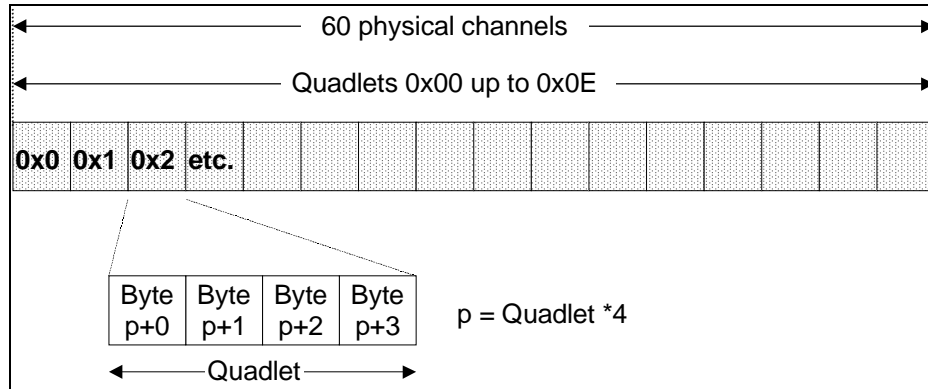 60 physical channels
Quadlets 0x00 up to 0x0E
0x0 0x1 0x2 etc.
Byte Byte Byte Byte
p+0 p+1 p+2 p+3
p = Quadlet *4
Quadlet